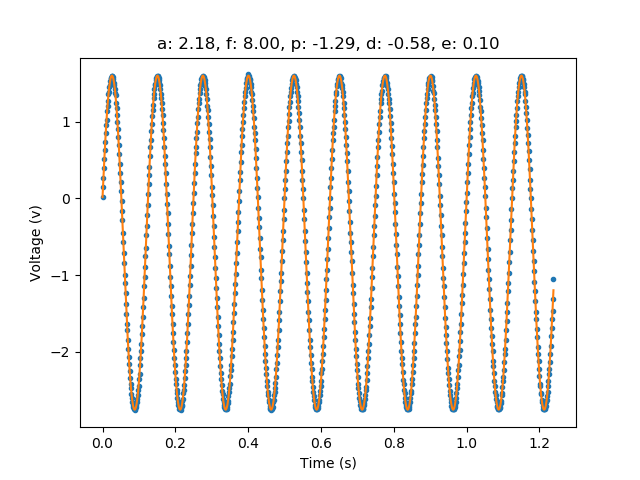 a: 2.18, f: 8.00, p: -1.29, d: -0.58, e: 0.10
1
0
−1
−2
Voltage (v)
0.0 0.2 0.4 0.6 0.8 1.0 1.2
Time (s)